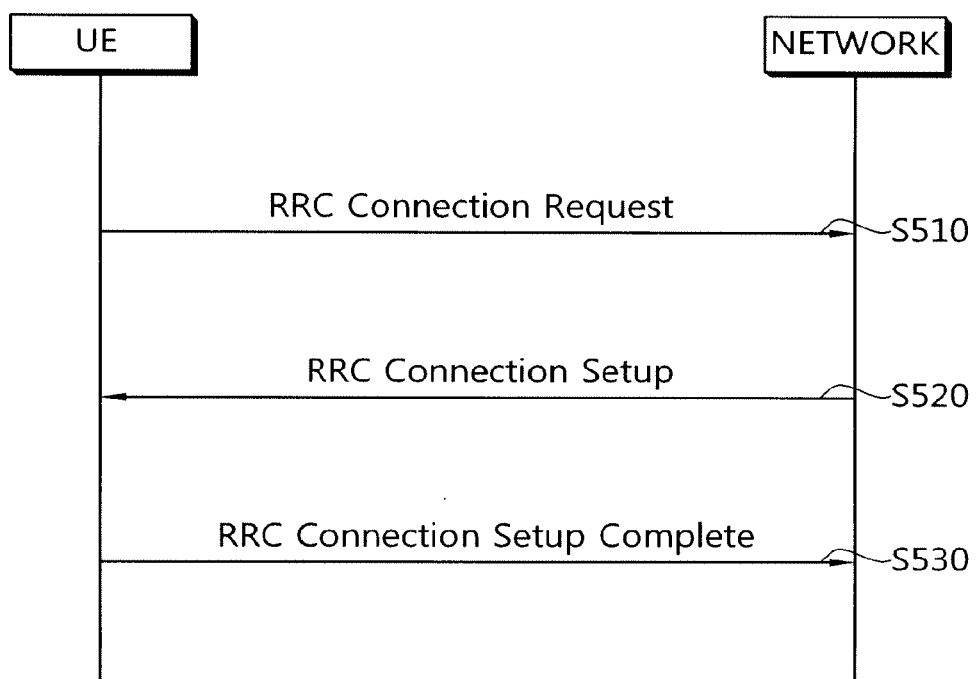 UE
NETWORK
RRC Connection Request
S510
RRC Connection Setup
S520
RRC Connection Setup Complete
S530